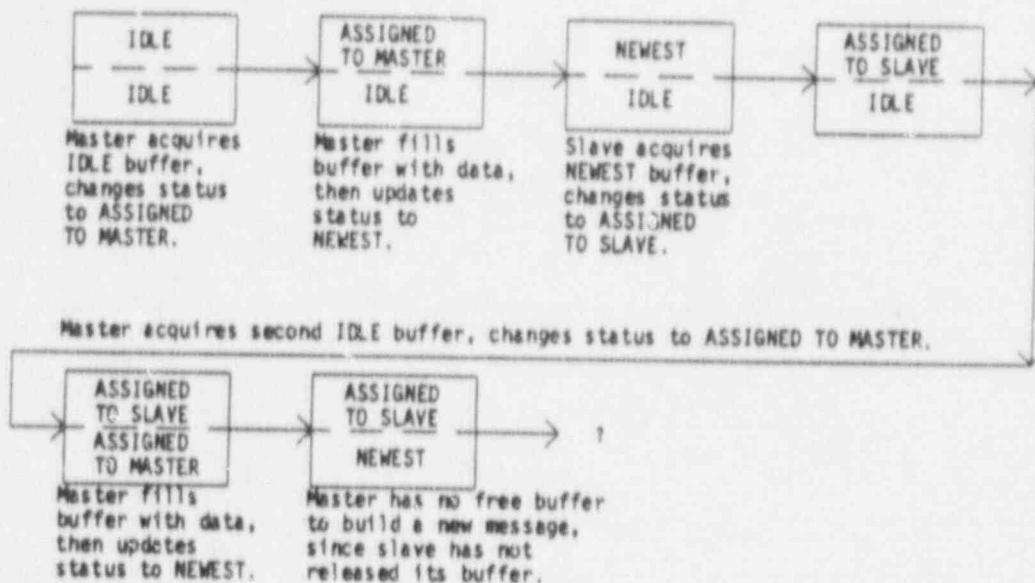 IDLE
IDLE
Master acquires
IDLE buffer,
changes status
to ASSIGNED
TO MASTER.
ASSIGNED
TO MASTER
IDLE
Master fills
buffer with data,
then updates
status to
NEWEST.
NEWEST
IDLE
Slave acquires
NEWEST buffer,
changes status
to ASSIGNED
TO SLAVE.
ASSIGNED
TO SLAVE
IDLE
Master acquires second IDLE buffer, changes status to ASSIGNED TO MASTER.
ASSIGNED
TO SLAVE
ASSIGNED
TO MASTER
Master fills
buffer with data,
then updates
status to NEWEST.
ASSIGNED
TO SLAVE
NEWEST
Master has no free buffer
to build a new message,
since slave has not
released its buffer.
?